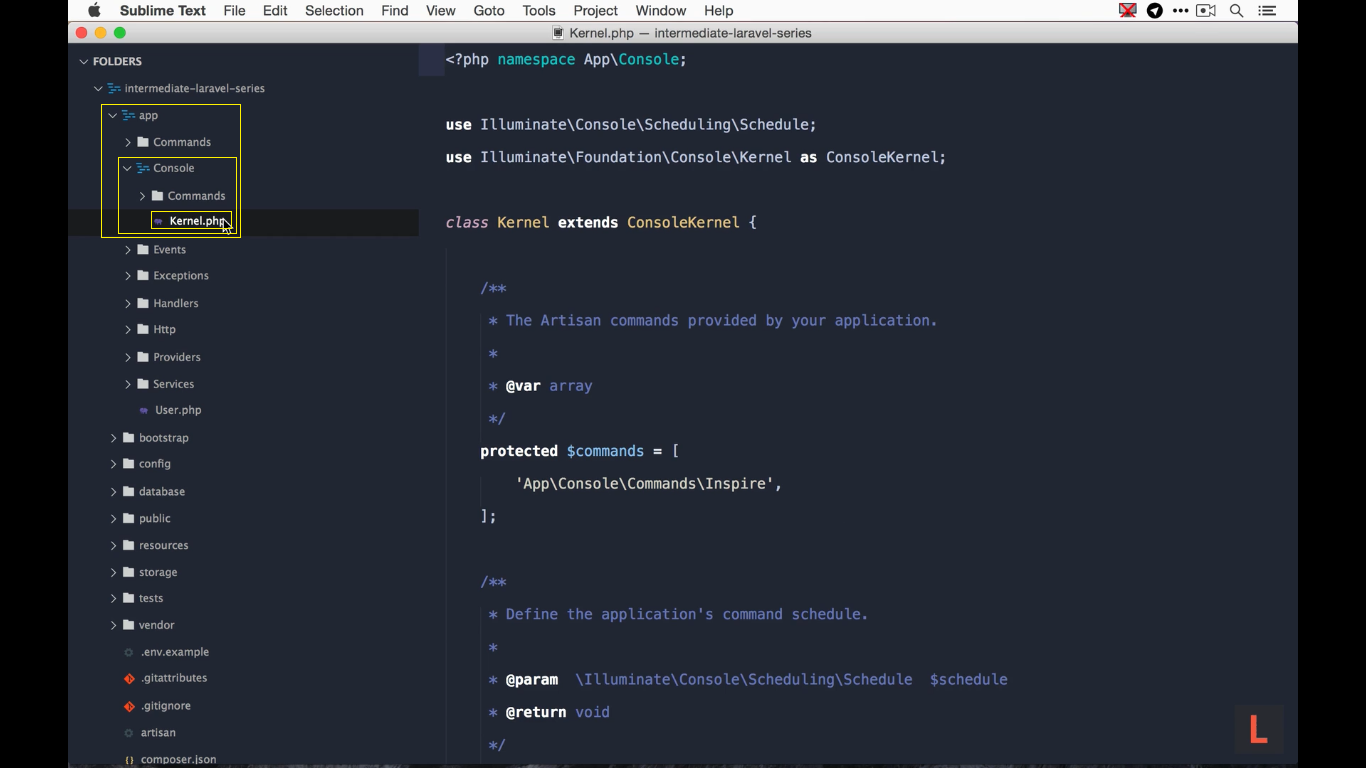 Sublime Text File Edit Selection Find View Goto Tools Project Window Help
Kernel.php — intermediate-laravel-series
FOLDERS
intermediate-laravel-series
app
Commands
Console
Commands
Kernel.php
Events
Exceptions
Handlers
Http
Providers
Services
User.php
bootstrap
config
database
public
resources
storage
tests
vendor
.env.example
.gitattributes
.gitignore
artisan
{} composer.json
<?php namespace App\Console;
use Illuminate\Console\Scheduling\Schedule;
use Illuminate\Foundation\Console\Kernel as ConsoleKernel;
class Kernel extends ConsoleKernel {
/**
* The Artisan commands provided by your application.
*
* @var array
*/
protected $commands = [
'App\Console\Commands\Inspire',
];
/**
* Define the application's command schedule.
*
* @param \Illuminate\Console\Scheduling\Schedule $schedule
* @return void
*/
L